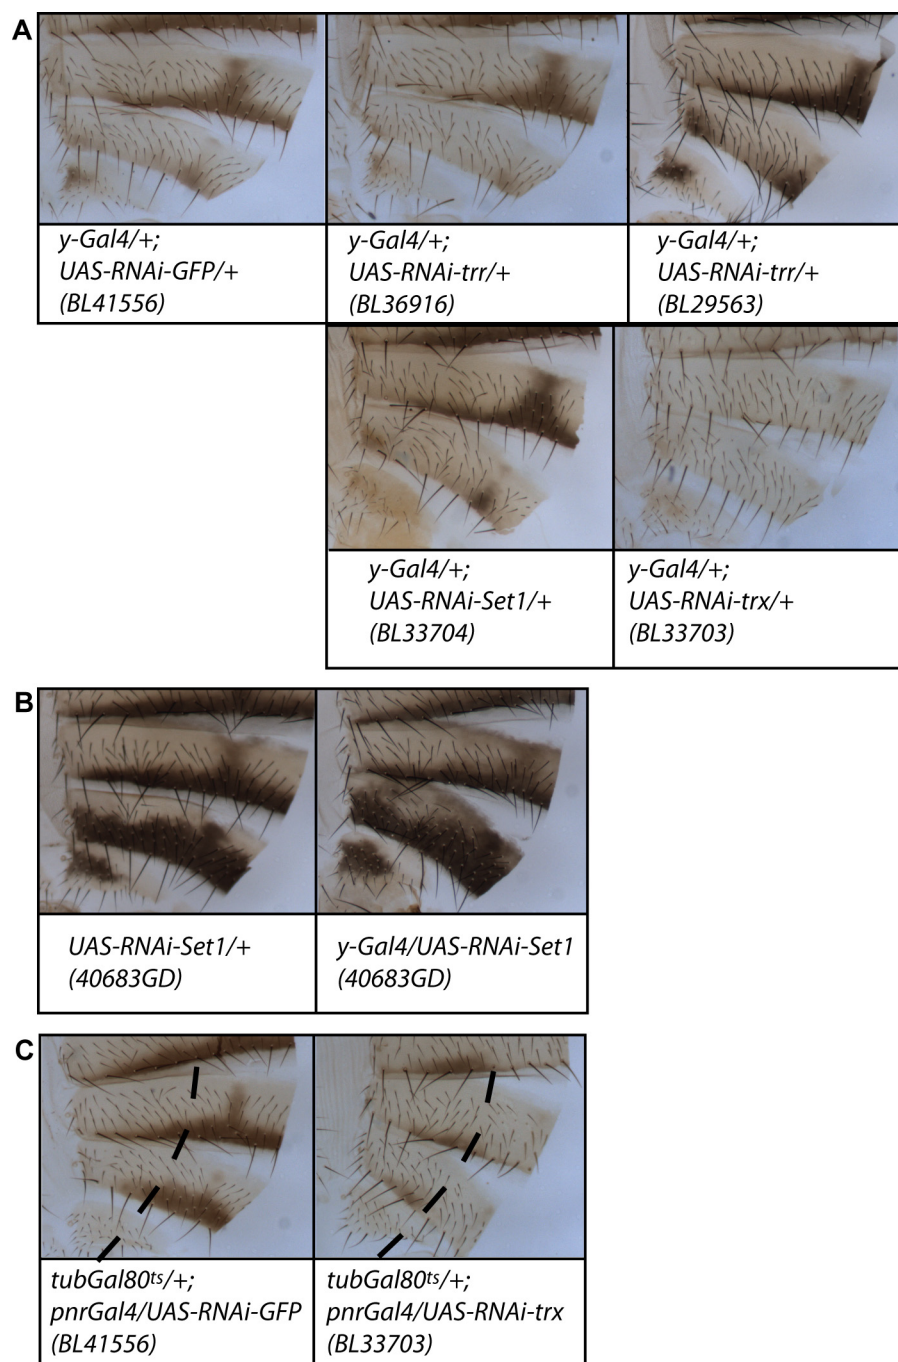 A
y-Gal4/+;
UAS-RNAi-GFP/+
(BL41556)
y-Gal4/+;
UAS-RNAi-trr/+
(BL36916)
y-Gal4/+;
UAS-RNAi-trr/+
(BL29563)
y-Gal4/+;
UAS-RNAi-Set1/+
(BL33704)
y-Gal4/+;
UAS-RNAi-trx/+
(BL33703)
B
UAS-RNAi-Set1/+
(40683GD)
y-Gal4/UAS-RNAi-Set1
(40683GD)
C
tubGal80ts/+;
pnrGal4/UAS-RNAi-GFP
(BL41556)
tubGal80ts/+;
pnrGal4/UAS-RNAi-trx
(BL33703)